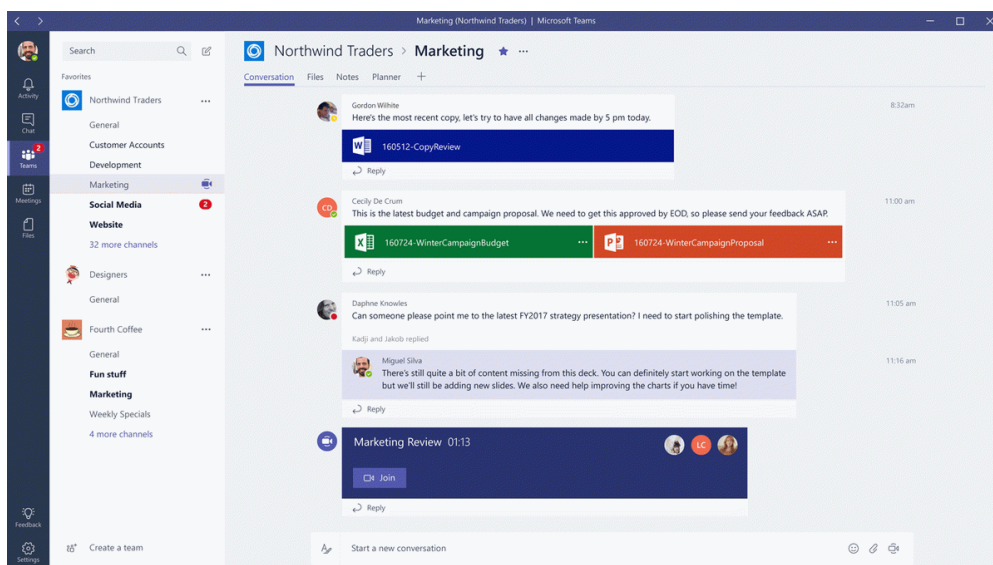 Marketing (Northwind Traders) | Microsoft Teams
Activity
Chat
2
Teams
Meetings
Files
Feedback
Settings
Search
Favorites
Northwind Traders
General
Customer Accounts
Development
Marketing
Social Media 2
Website
32 more channels
Designers
General
Fourth Coffee
General
Fun stuff
Marketing
Weekly Specials
4 more channels
Create a team
Northwind Traders > Marketing
Conversation Files Notes Planner
Gordon Wilhite 8:32am
Here's the most recent copy, let's try to have all changes made by 5 pm today.
160512-CopyReview
Reply
CD
Cecily De Crum 11:00 am
This is the latest budget and campaign proposal. We need to get this approved by EOD, so please send your feedback ASAP.
160724-WinterCampaignBudget 160724-WinterCampaignProposal
Reply
Daphne Knowles 11:05 am
Can someone please point me to the latest FY2017 strategy presentation? I need to start polishing the template.
Kadji and Jakob replied
Miguel Silva 11:16 am
There's still quite a bit of content missing from this deck. You can definitely start working on the template
but we'll still be adding new slides. We also need help improving the charts if you have time!
Reply
Marketing Review 01:13
LC
Join
Reply
Start a new conversation